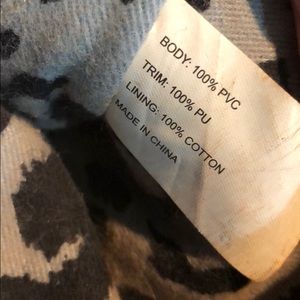 BODY: 100% PVC
TRIM: 100% PU
LINING: 100% COTTON
MADE IN CHINA